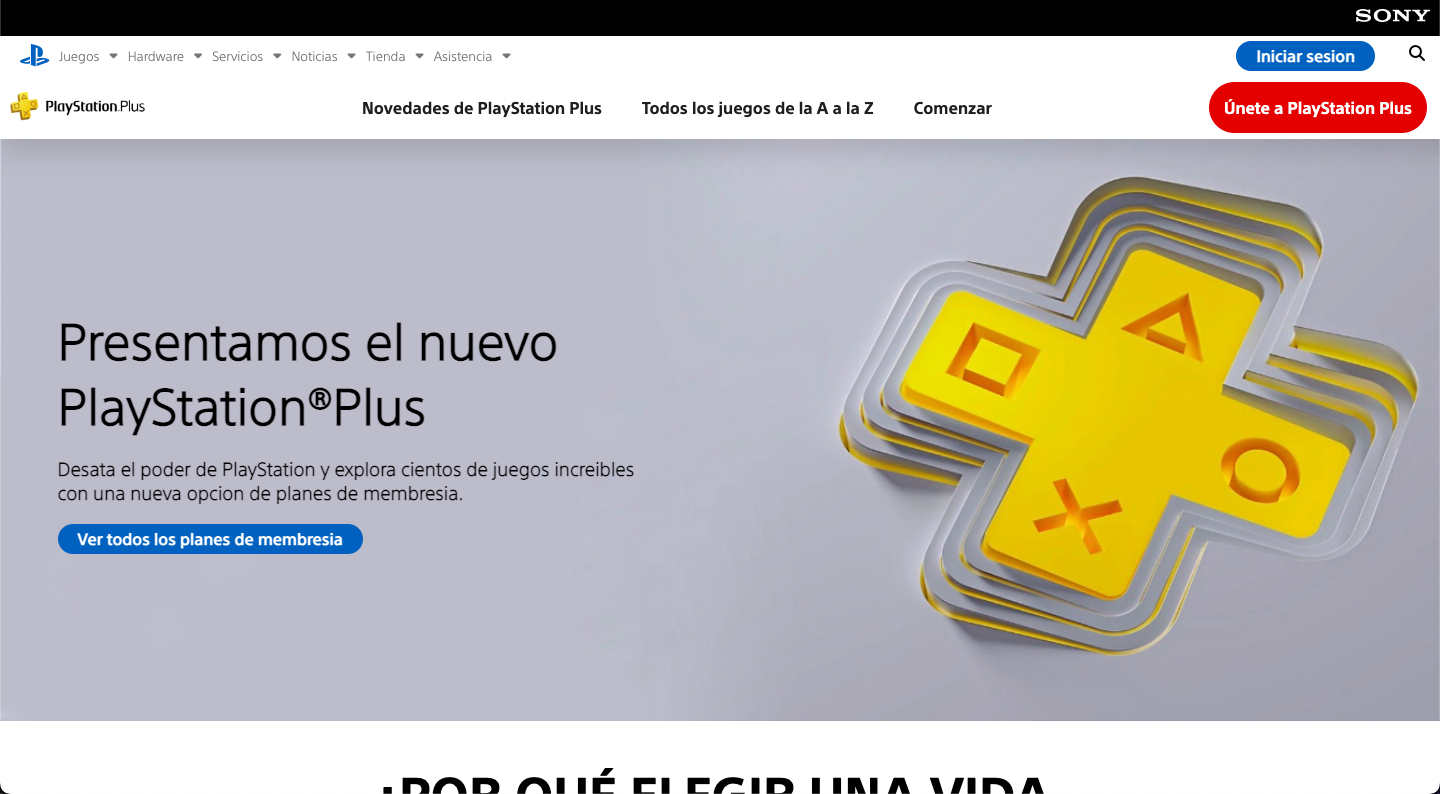 SONY
Juegos Hardware Servicios Noticias Tienda Asistencia Iniciar sesion
PlayStation.Plus Novedades de PlayStation Plus Todos los juegos de la A a la Z Comenzar Únete a PlayStation Plus
Presentamos el nuevo
PlayStation®Plus
Desata el poder de PlayStation y explora cientos de juegos increibles
con una nueva opcion de planes de membresia.
Ver todos los planes de membresia
¿POR QUÉ ELEGIR UNA VIDA